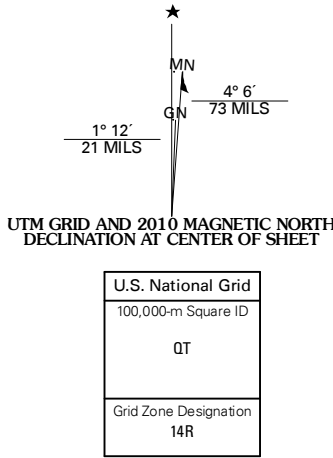 ★
MN
4° 6´
73 MILS
GN
1° 12´
21 MILS
UTM GRID AND 2010 MAGNETIC NORTH
DECLINATION AT CENTER OF SHEET
U.S. National Grid
100,000-m Square ID
QT
Grid Zone Designation
14R